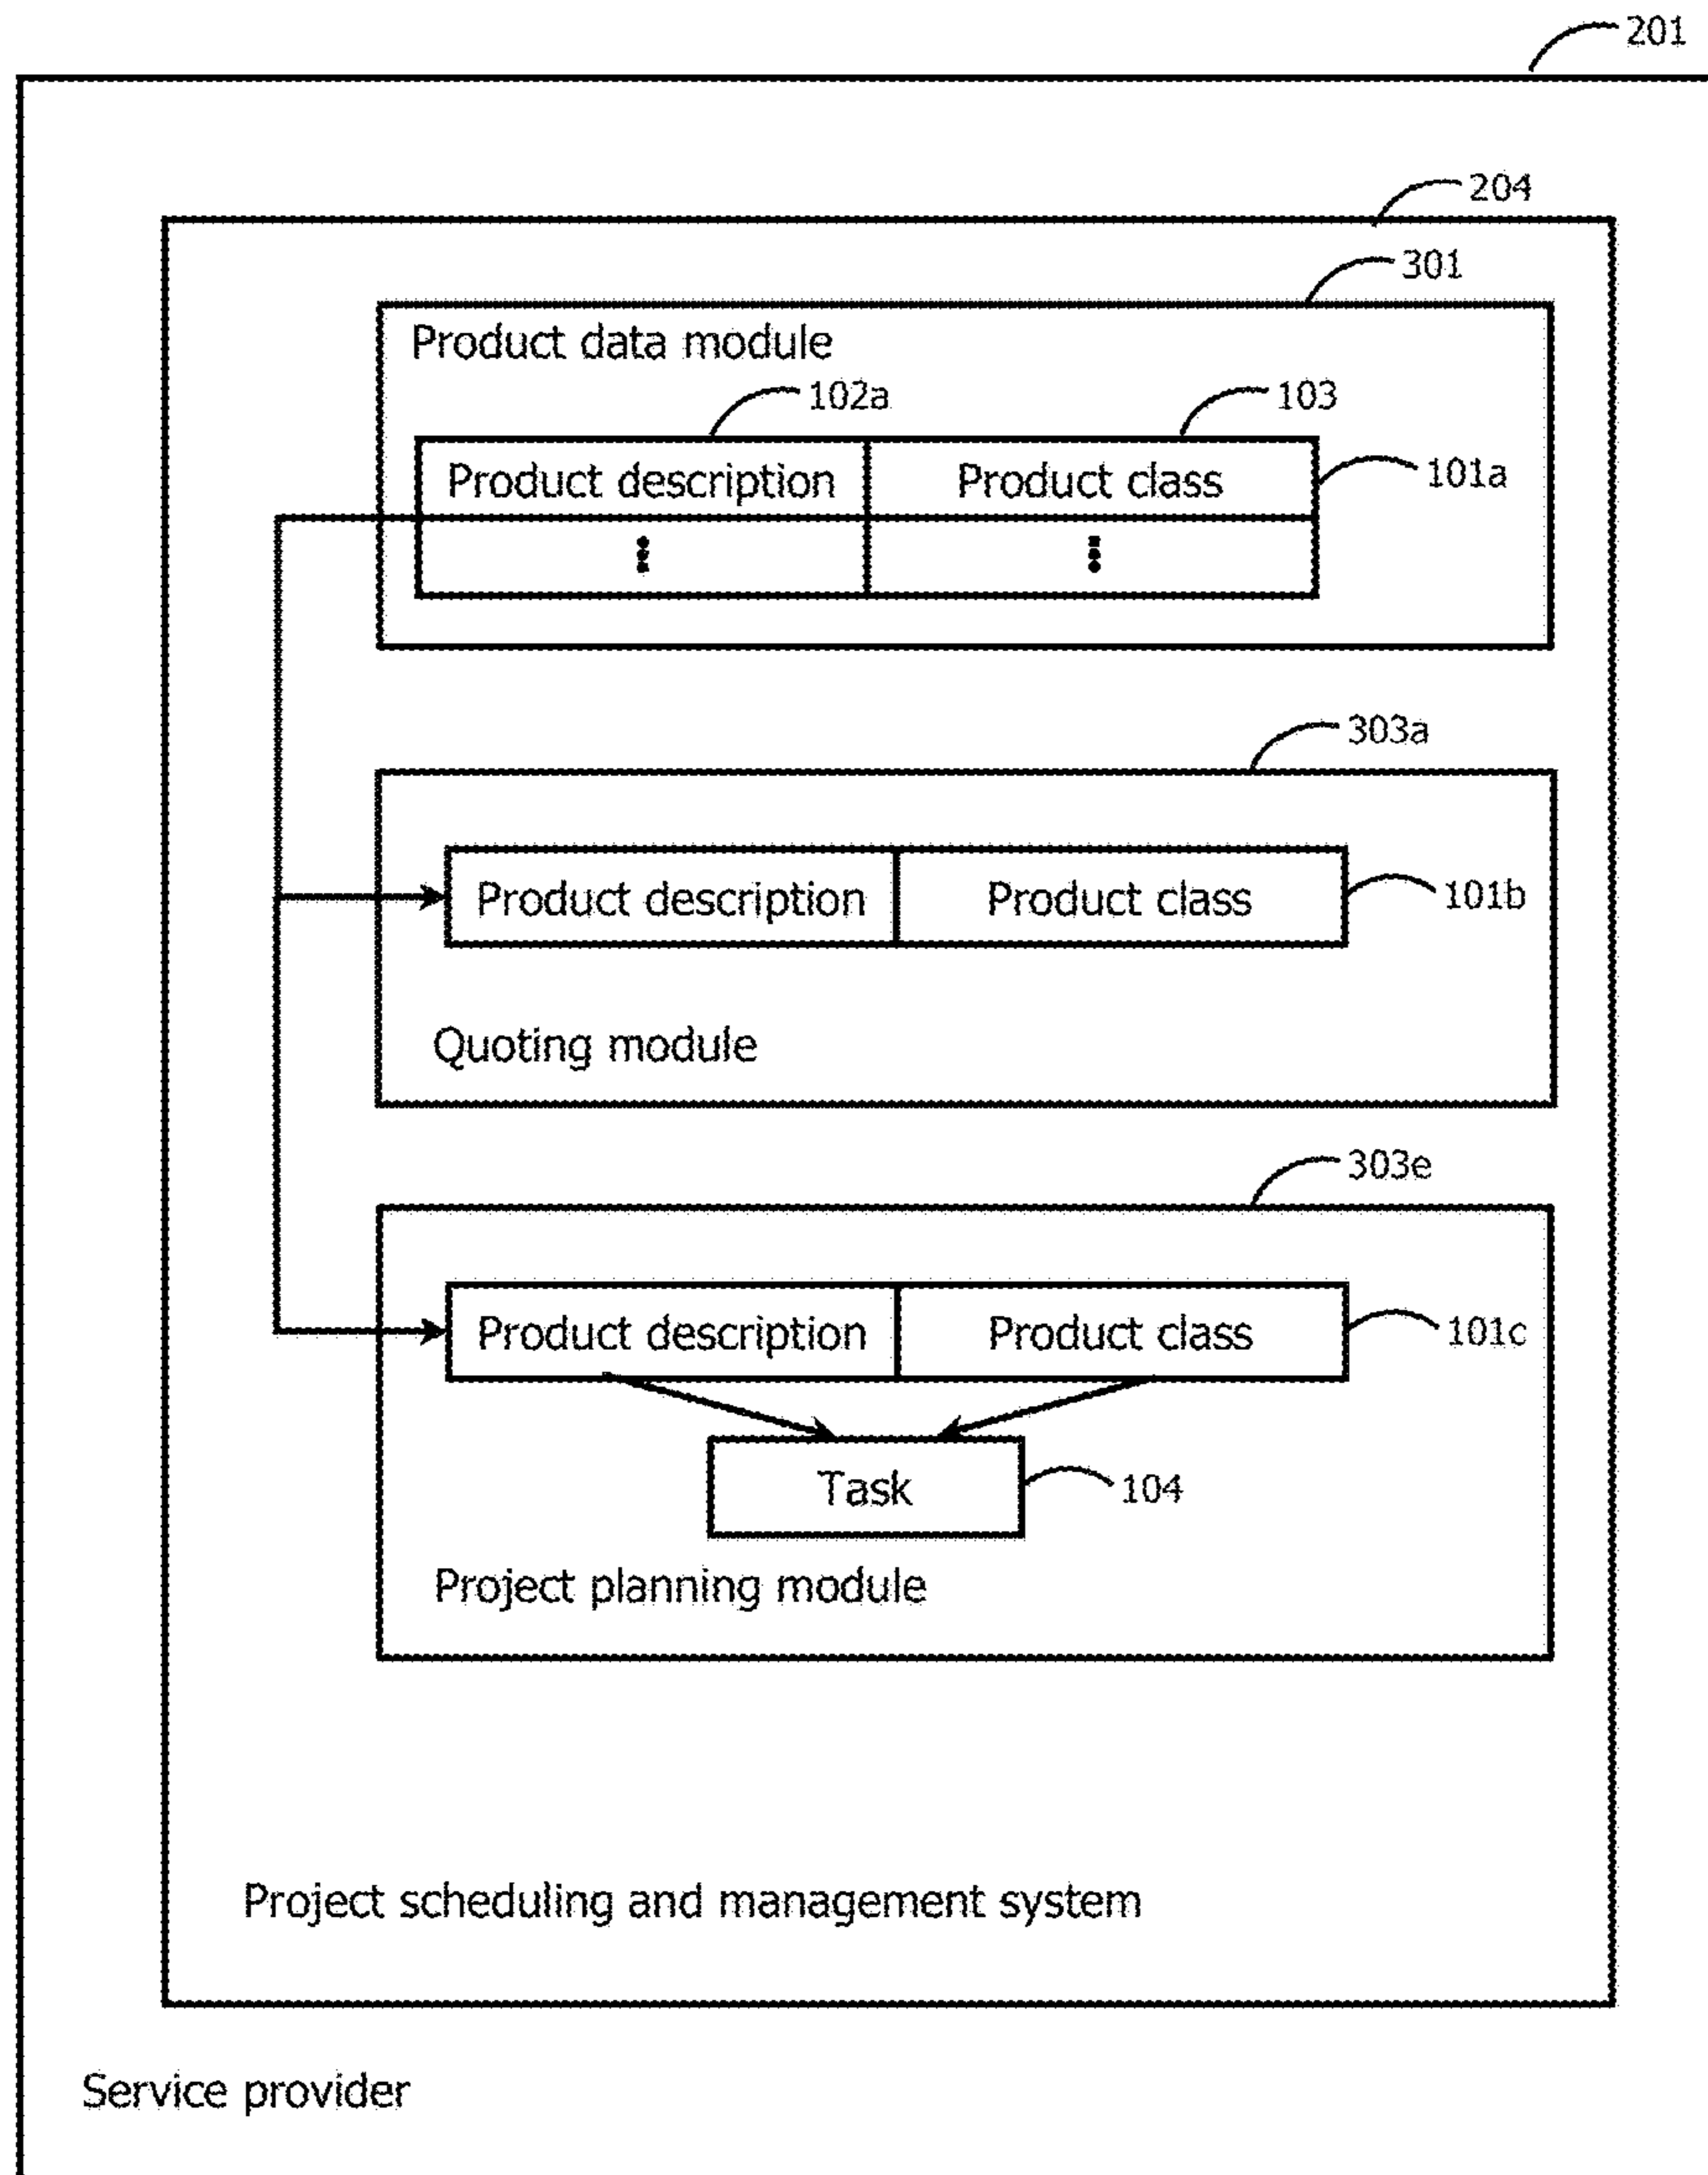 201
204
301
Product data module
102a
103
Product description
Product class
101a
303a
Product description
Product class
101b
Quoting module
303e
Product description
Product class
101c
Task
104
Project planning module
Project scheduling and management system
Service provider